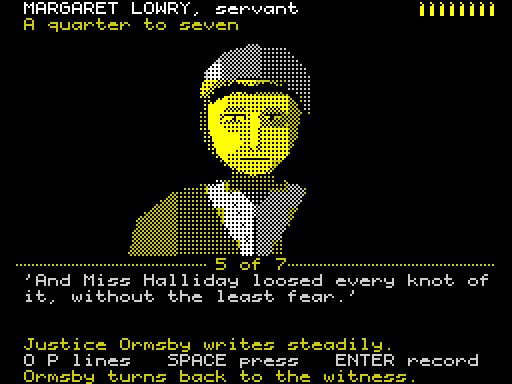 MARGARET LOWRY, servant
A quarter to seven
5 of 7
'And Miss Halliday loosed every knot of
it, without the least fear.'
Justice Ormsby writes steadily.
O P lines   SPACE press   ENTER record
Ormsby turns back to the witness.